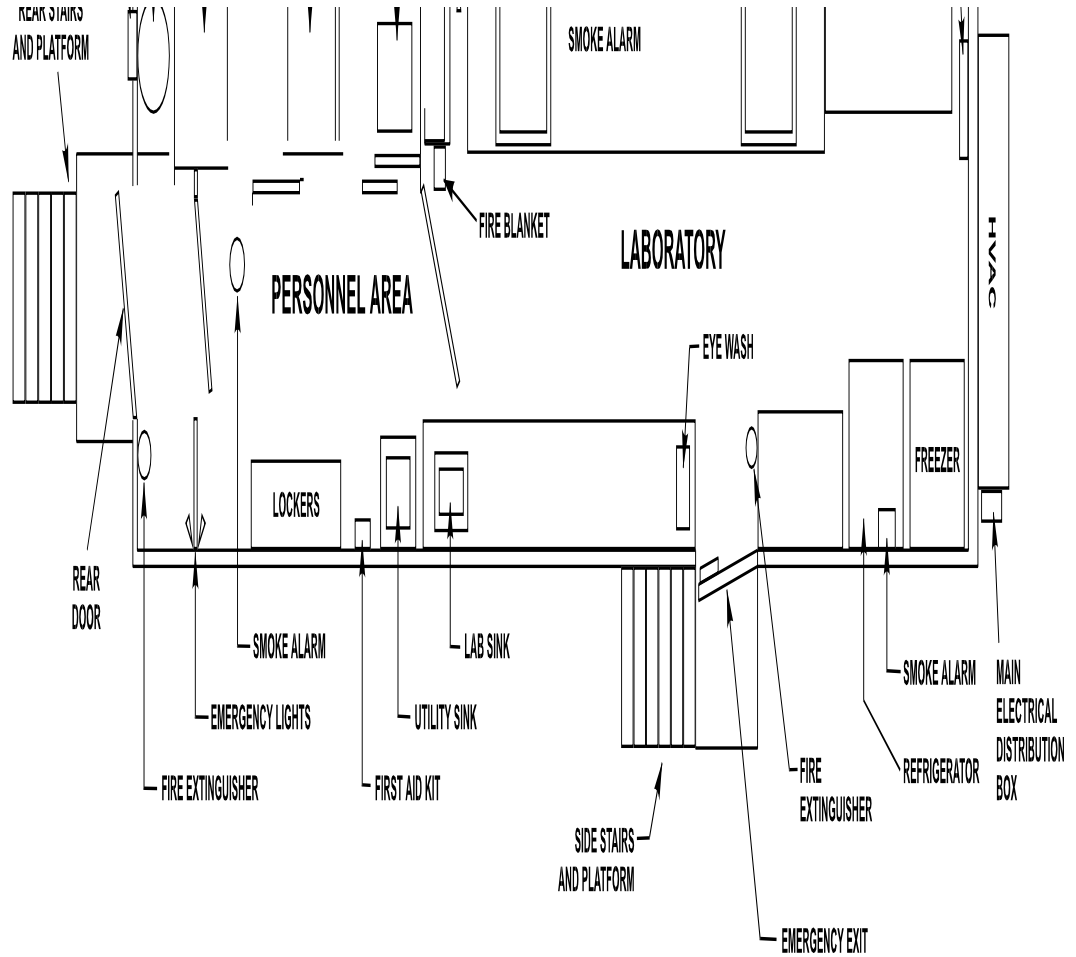 REAR STAIRS
AND PLATFORM
SMOKE ALARM
FIRE BLANKET
LABORATORY
HVAC
PERSONNEL AREA
EYE WASH
FREEZER
LOCKERS
REAR
DOOR
SMOKE ALARM
LAB SINK
SMOKE ALARM
MAIN
ELECTRICAL
DISTRIBUTION
BOX
EMERGENCY LIGHTS
UTILITY SINK
FIRE EXTINGUISHER
FIRST AID KIT
FIRE
EXTINGUISHER
REFRIGERATOR
SIDE STAIRS
AND PLATFORM
EMERGENCY EXIT